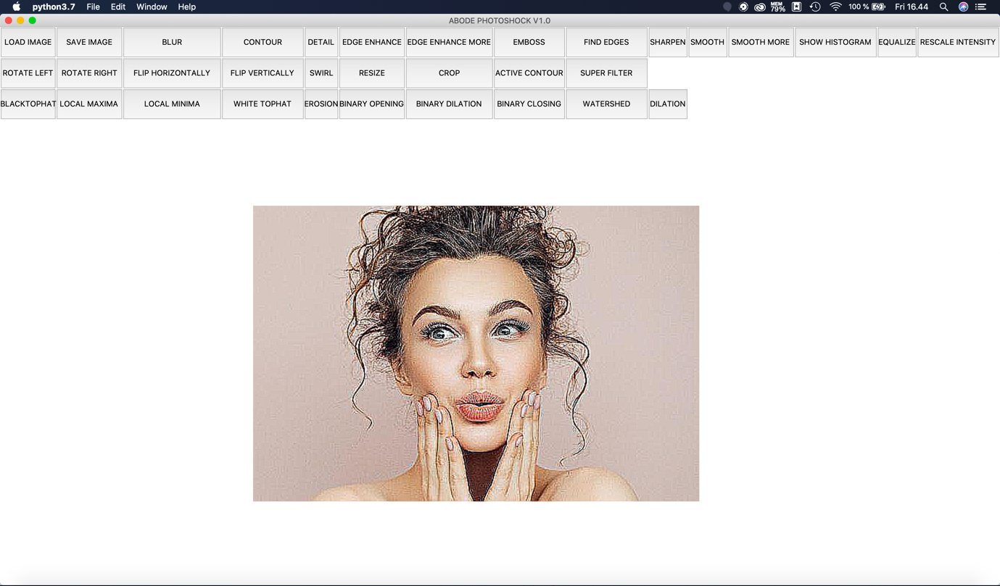 python3.7 File Edit Window Help MEM 79% 100 % Fri 16.44
ABODE PHOTOSHOCK V1.0
LOAD IMAGE SAVE IMAGE BLUR CONTOUR DETAIL EDGE ENHANCE EDGE ENHANCE MORE EMBOSS FIND EDGES SHARPEN SMOOTH SMOOTH MORE SHOW HISTOGRAM EQUALIZE RESCALE INTENSITY
ROTATE LEFT ROTATE RIGHT FLIP HORIZONTALLY FLIP VERTICALLY SWIRL RESIZE CROP ACTIVE CONTOUR SUPER FILTER
BLACKTOPHAT LOCAL MAXIMA LOCAL MINIMA WHITE TOPHAT EROSION BINARY OPENING BINARY DILATION BINARY CLOSING WATERSHED DILATION